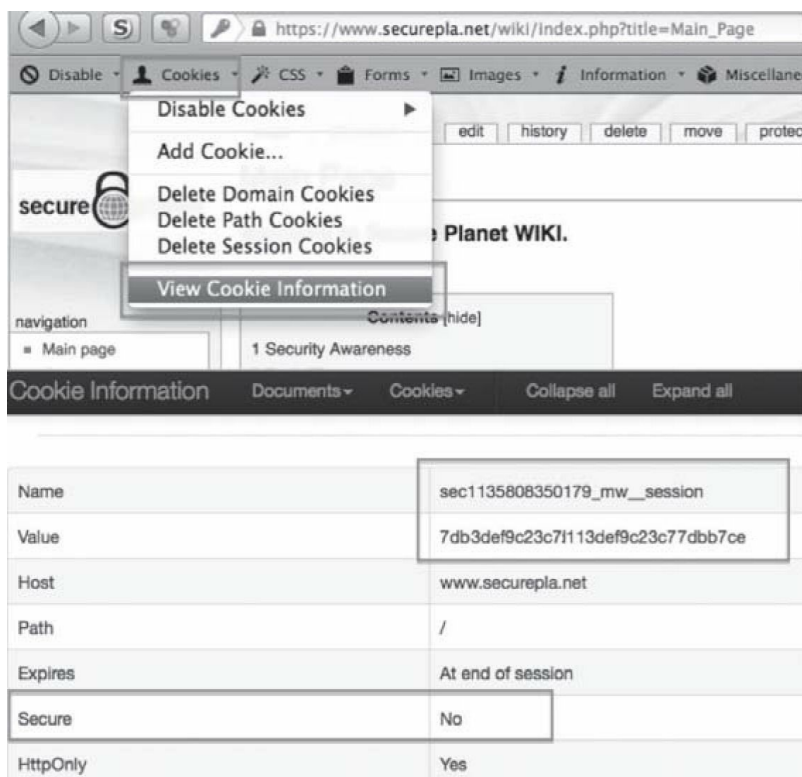 https://www.securepla.net/wiki/index.php?title=Main_Page
Disable Cookies CSS Forms Images Information Miscellane
Disable Cookies
edit history delete move protec
Add Cookie...
secure
Delete Domain Cookies
Delete Path Cookies
Planet WIKI.
Delete Session Cookies
View Cookie Information
navigation
Contents [hide]
Main page
1 Security Awareness
Cookie Information Documents Cookies Collapse all Expand all
Name sec1135808350179_mw__session
Value
Host www.securepla.net
Path /
Expires At end of session
Secure No
HttpOnly Yes